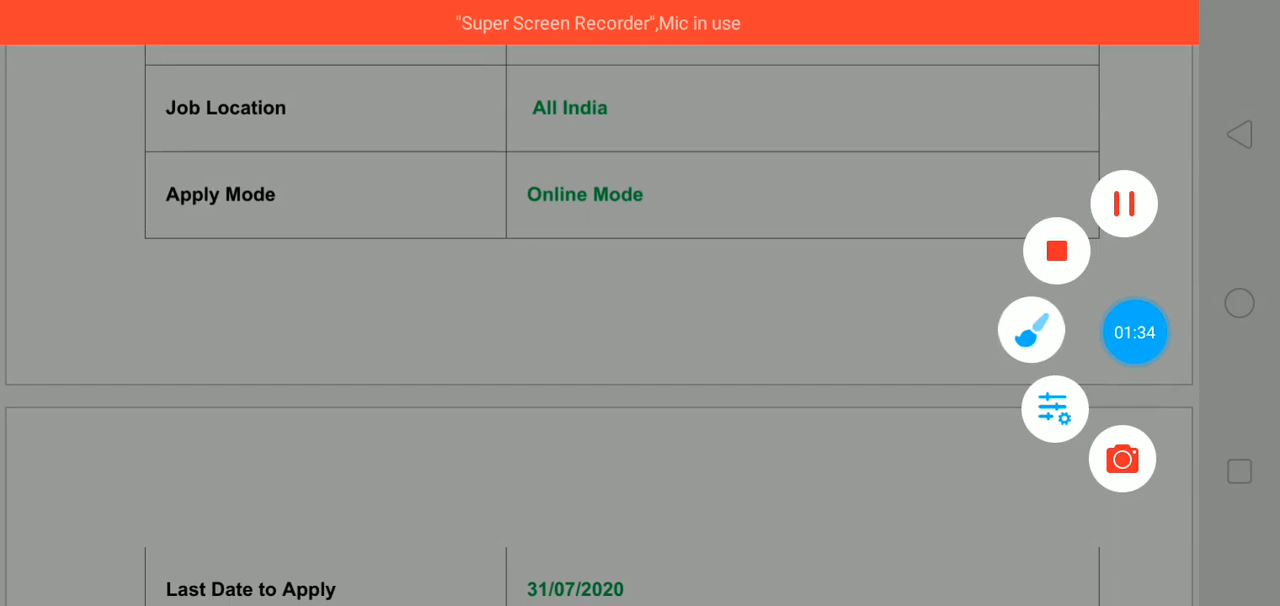 "Super Screen Recorder",Mic in use
Job Location All India
Apply Mode Online Mode
01:34
Last Date to Apply 31/07/2020